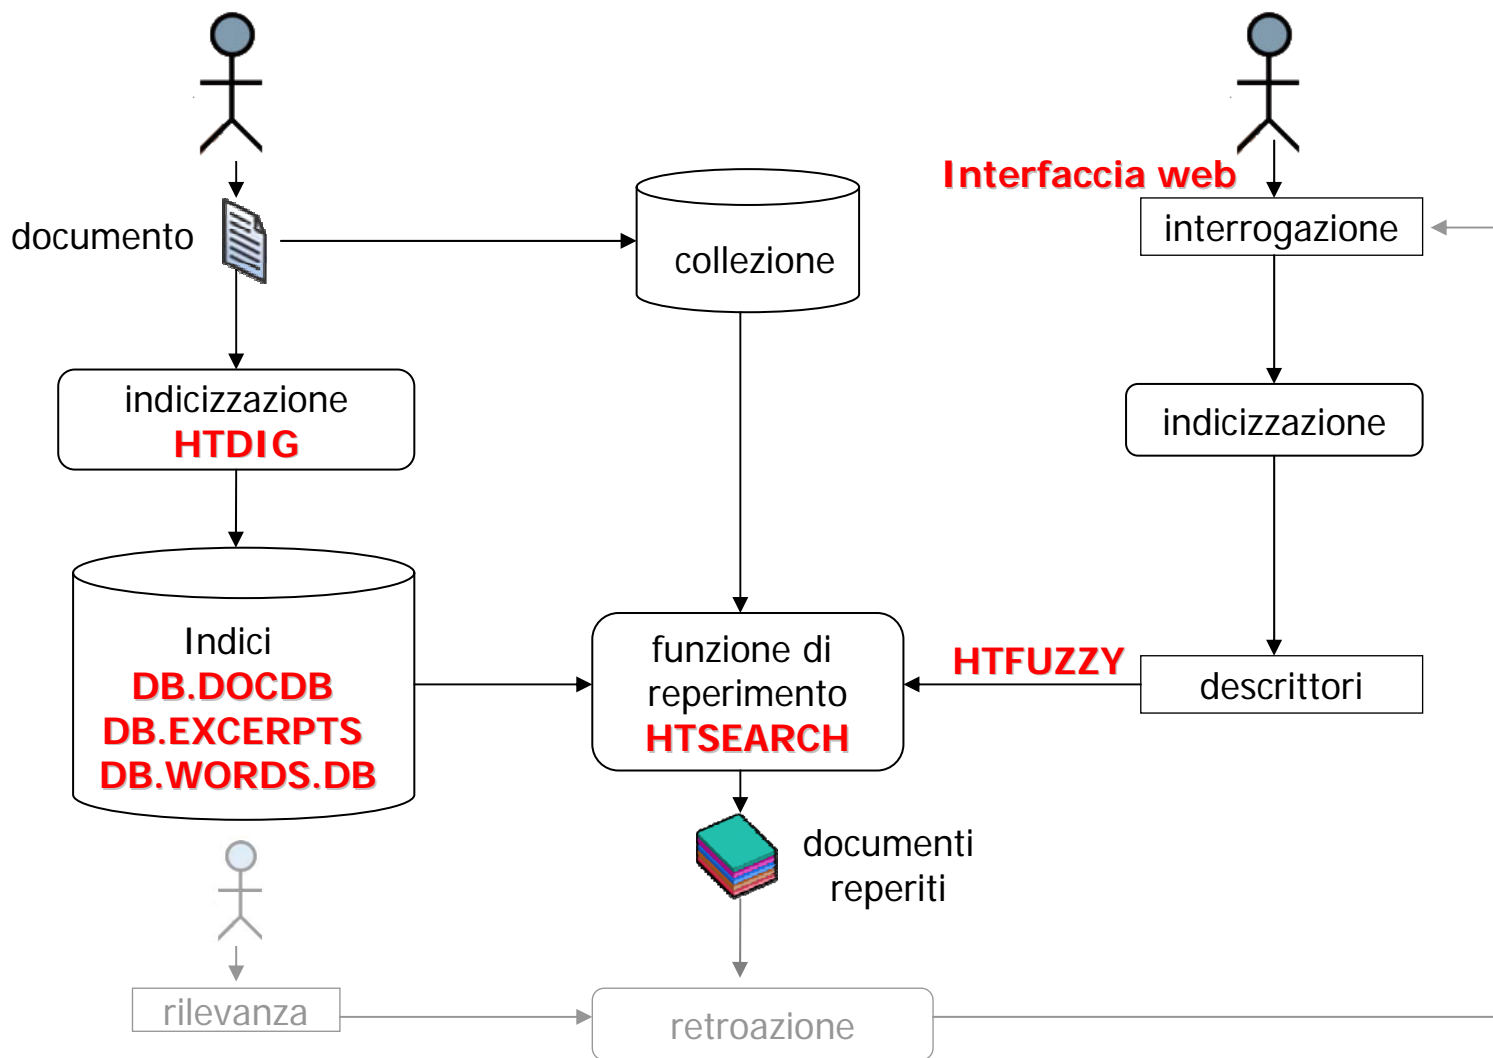 Interfaccia web
documento
interrogazione
collezione
indicizzazione
HTDIG
indicizzazione
Indici
DB.DOCDB
DB.EXCERPTS
DB.WORDS.DB
funzione di
reperimento
HTSEARCH
HTFUZZY
descrittori
documenti
reperiti
rilevanza
retroazione